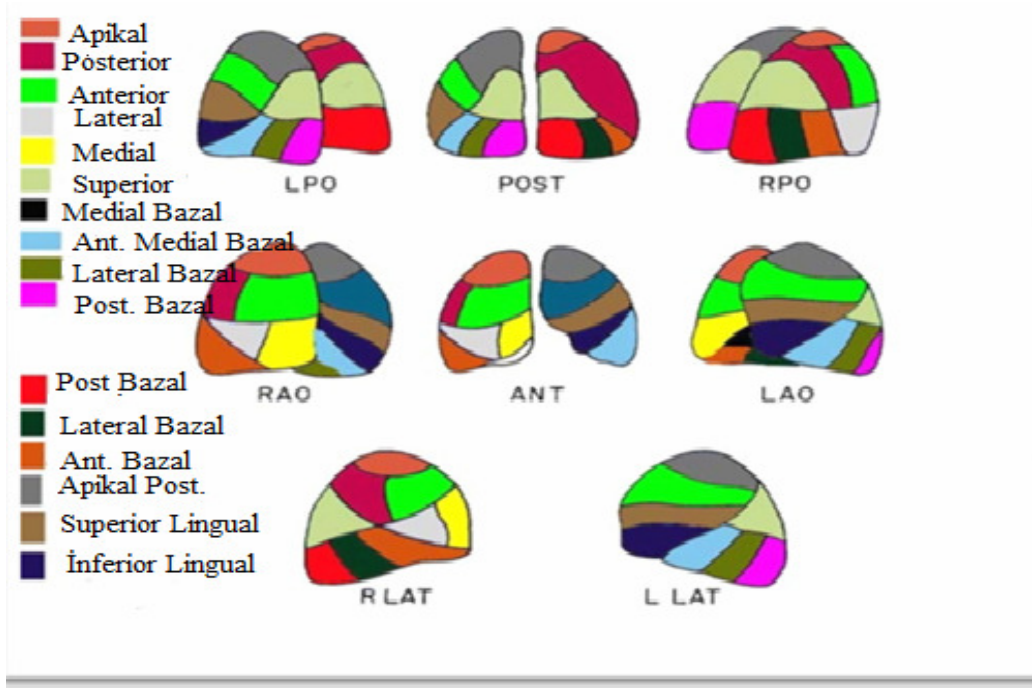 Apikal
Posterior
Anterior
Lateral
Medial
Superior
Medial Bazal
Ant. Medial Bazal
Lateral Bazal
Post. Bazal
Post Bazal
Lateral Bazal
Ant. Bazal
Apikal Post.
Superior Lingual
İnferior Lingual
LPO POST RPO
RAO ANT LAO
R LAT L LAT